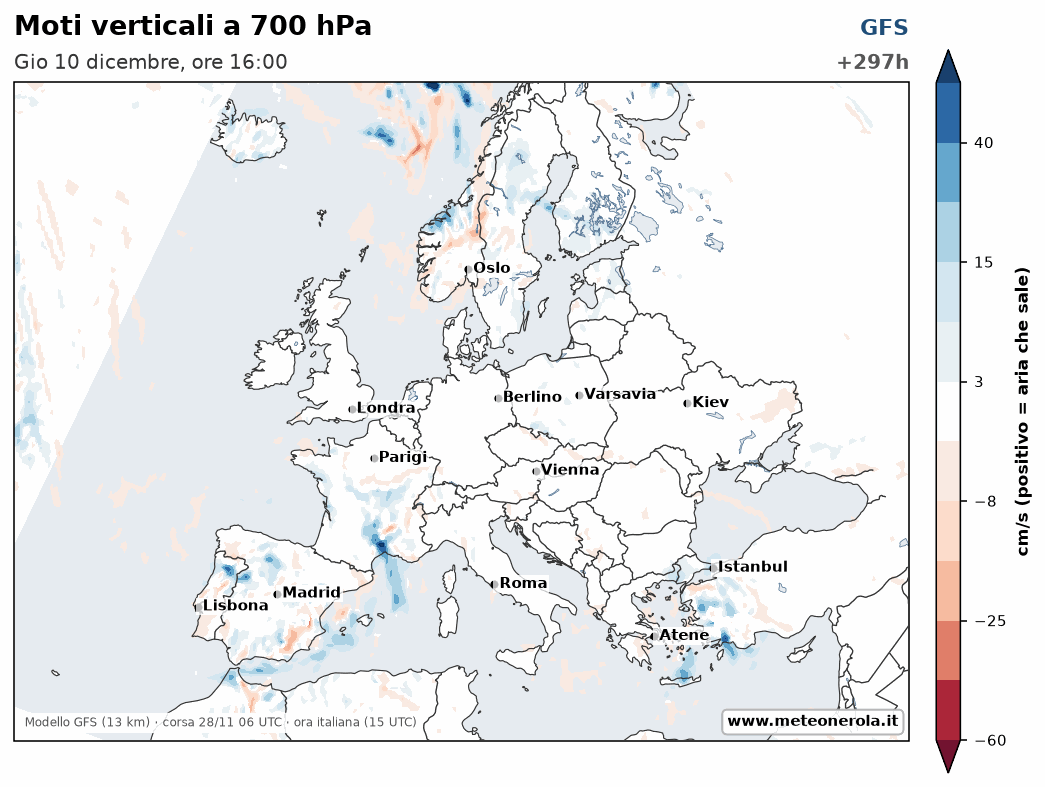 Moti verticali a 700 hPa
GFS
Gio 10 dicembre, ore 16:00
+297h
Oslo
Londra
Berlino
Varsavia
Kiev
Parigi
Vienna
Istanbul
Roma
Madrid
Lisbona
Atene
40
15
3
−8
−25
−60
cm/s (positivo = aria che sale)
Modello GFS (13 km) · corsa 28/11 06 UTC · ora italiana (15 UTC)
www.meteonerola.it